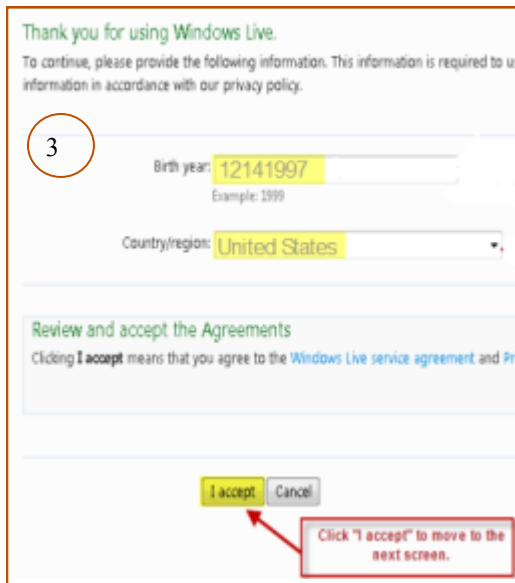 Thank you for using Windows Live.
To continue, please provide the following information. This information is required to u
information in accordance with our privacy policy.
3
Birth year: 12141997
Example: 1999
Country/region: United States
Review and accept the Agreements
Clicking I accept means that you agree to the Windows Live service agreement and Pr
I accept Cancel
Click "I accept" to move to the
next screen.